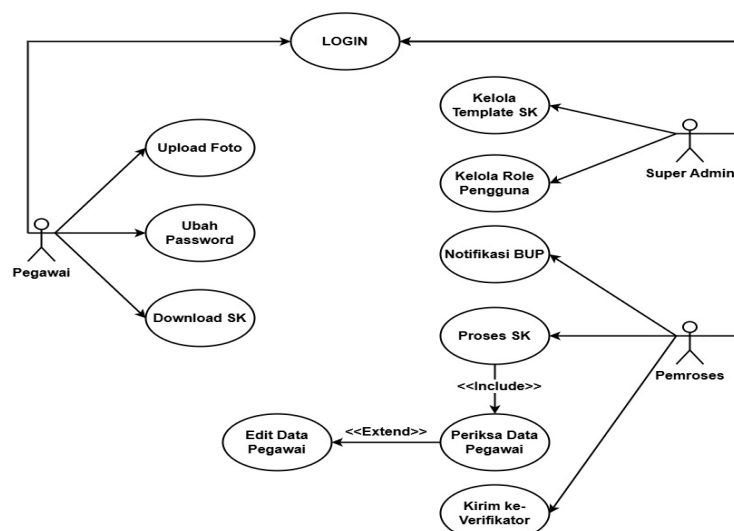 LOGIN
Kelola
Template SK
Upload Foto
Super Admin
Kelola Role
Pengguna
Ubah
Password
Pegawai
Notifikasi BUP
Download SK
Proses SK
Pemroses
<<Include>>
Edit Data
Pegawai
<<Extend>>
Periksa Data
Pegawai
Kirim ke-
Verifikator